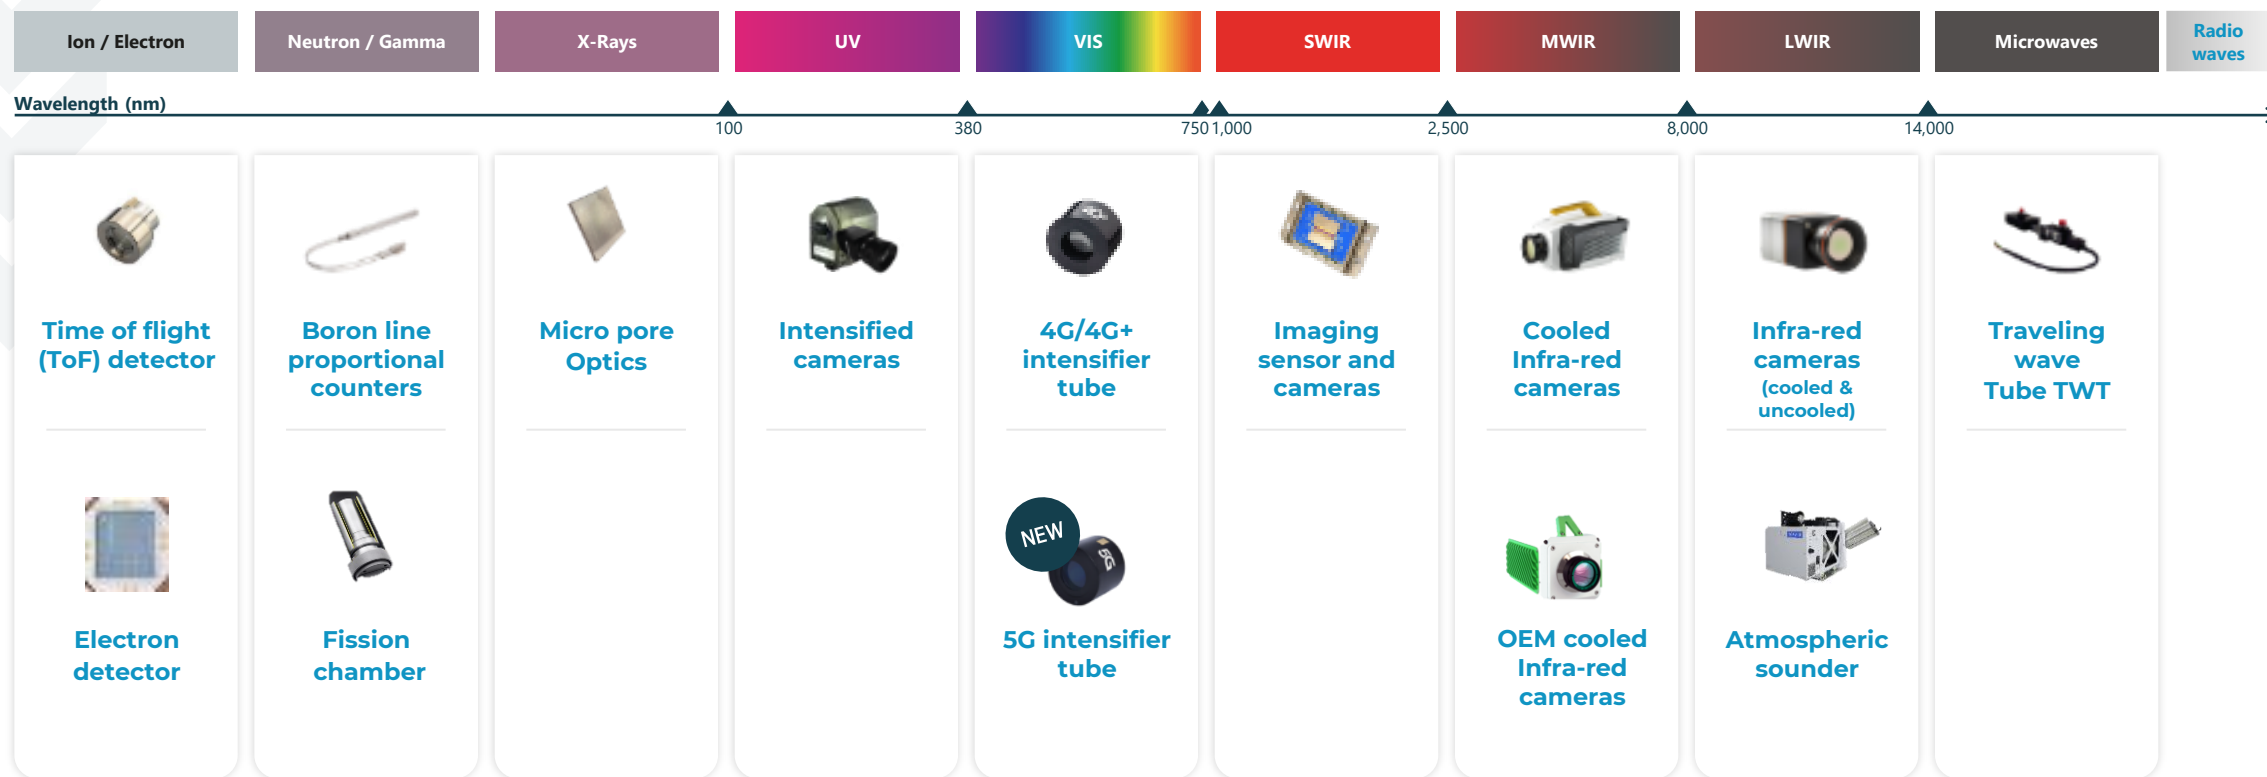 Ion / Electron
Neutron / Gamma
X-Rays
UV
VIS
SWIR
MWIR
LWIR
Microwaves
Radio
waves
Wavelength (nm)
100
380
750
1,000
2,500
8,000
14,000
Time of flight
(ToF) detector
Boron line
proportional
counters
Micro pore
Optics
Intensified
cameras
4G/4G+
intensifier
tube
Imaging
sensor and
cameras
Cooled
Infra-red
cameras
Infra-red
cameras
(cooled &
uncooled)
Traveling
wave
Tube TWT
Electron
detector
Fission
chamber
NEW
5G
5G intensifier
tube
OEM cooled
Infra-red
cameras
Atmospheric
sounder